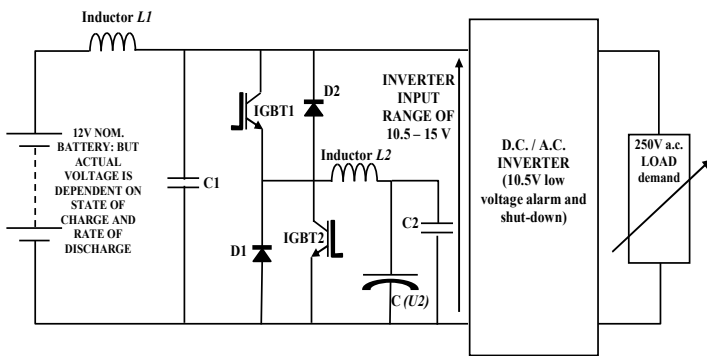 Inductor L1
12V NOM.
BATTERY: BUT
ACTUAL
VOLTAGE IS
DEPENDENT ON
STATE OF
CHARGE AND
RATE OF
DISCHARGE
C1
IGBT1
D2
INVERTER
INPUT
RANGE OF
10.5 – 15 V
Inductor L2
D1
IGBT2
C2
C (U2)
D.C. / A.C.
INVERTER
(10.5V low
voltage alarm and
shut-down)
250V a.c.
LOAD
demand